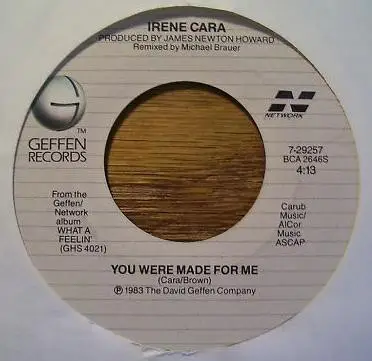 IRENE CARA
PRODUCED BY JAMES NEWTON HOWARD
Remixed by Michael Brauer
TM
GEFFEN
RECORDS
N
NETWORK
7-29257
BCA 2646S
4:13
From the
Geffen/
Network
album
WHAT A
FEELIN'
(GHS 4021)
Carub
Music/
AlCor
Music
ASCAP
YOU WERE MADE FOR ME
(Cara/Brown)
℗ 1983 The David Geffen Company